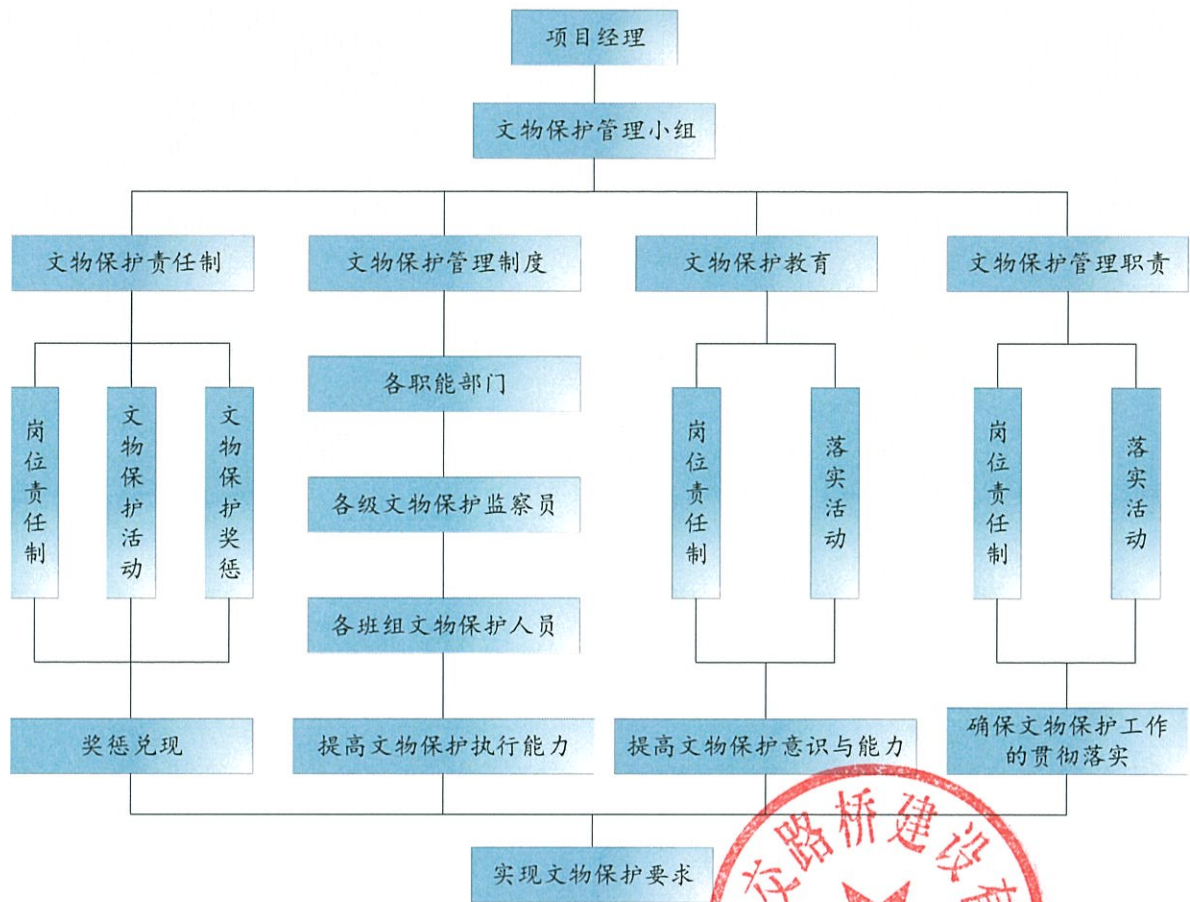 项目经理
文物保护管理小组
文物保护责任制
文物保护管理制度
文物保护教育
文物保护管理职责
岗位责任制
文物保护活动
文物保护奖惩
各职能部门
各级文物保护监察员
各班组文物保护人员
岗位责任制
落实活动
岗位责任制
落实活动
奖惩兑现
提高文物保护执行能力
提高文物保护意识与能力
确保文物保护工作
的贯彻落实
实现文物保护要求
交路桥建设有